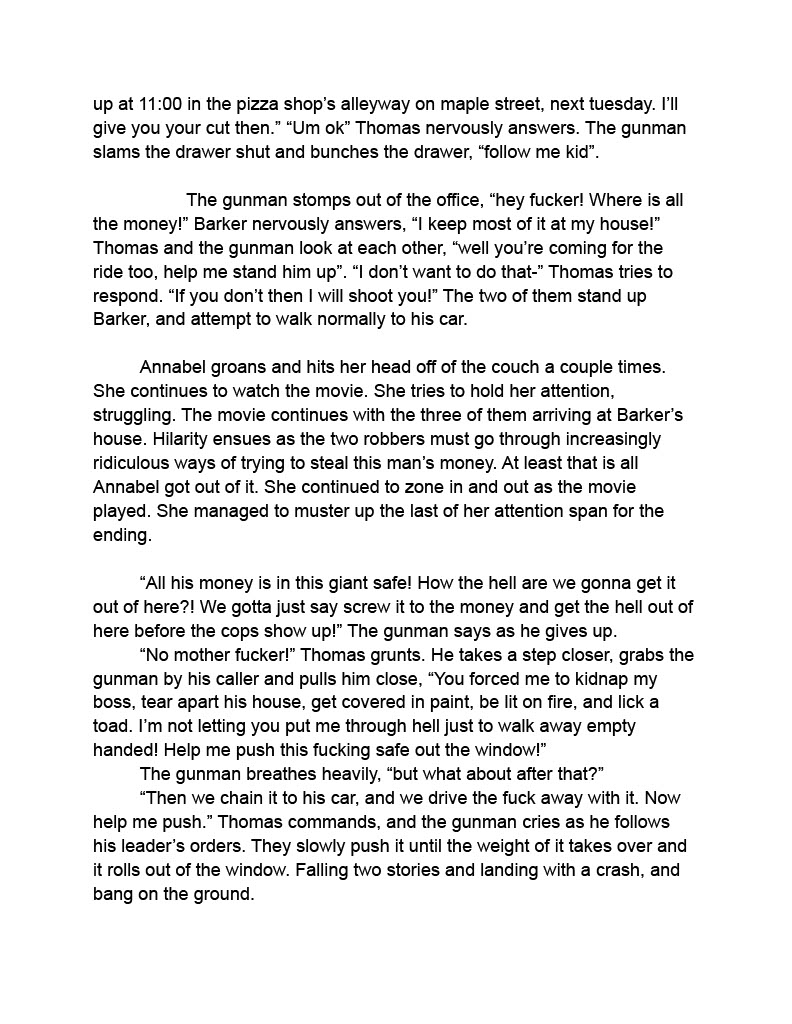 up at 11:00 in the pizza shop’s alleyway on maple street, next tuesday. I’ll
give you your cut then.” “Um ok” Thomas nervously answers. The gunman
slams the drawer shut and bunches the drawer, “follow me kid”.
The gunman stomps out of the office, “hey fucker! Where is all
the money!” Barker nervously answers, “I keep most of it at my house!”
Thomas and the gunman look at each other, “well you’re coming for the
ride too, help me stand him up”. “I don’t want to do that-” Thomas tries to
respond. “If you don’t then I will shoot you!” The two of them stand up
Barker, and attempt to walk normally to his car.
Annabel groans and hits her head off of the couch a couple times.
She continues to watch the movie. She tries to hold her attention,
struggling. The movie continues with the three of them arriving at Barker’s
house. Hilarity ensues as the two robbers must go through increasingly
ridiculous ways of trying to steal this man’s money. At least that is all
Annabel got out of it. She continued to zone in and out as the movie
played. She managed to muster up the last of her attention span for the
ending.
“All his money is in this giant safe! How the hell are we gonna get it
out of here?! We gotta just say screw it to the money and get the hell out of
here before the cops show up!” The gunman says as he gives up.
“No mother fucker!” Thomas grunts. He takes a step closer, grabs the
gunman by his caller and pulls him close, “You forced me to kidnap my
boss, tear apart his house, get covered in paint, be lit on fire, and lick a
toad. I’m not letting you put me through hell just to walk away empty
handed! Help me push this fucking safe out the window!”
The gunman breathes heavily, “but what about after that?”
“Then we chain it to his car, and we drive the fuck away with it. Now
help me push.” Thomas commands, and the gunman cries as he follows
his leader’s orders. They slowly push it until the weight of it takes over and
it rolls out of the window. Falling two stories and landing with a crash, and
bang on the ground.